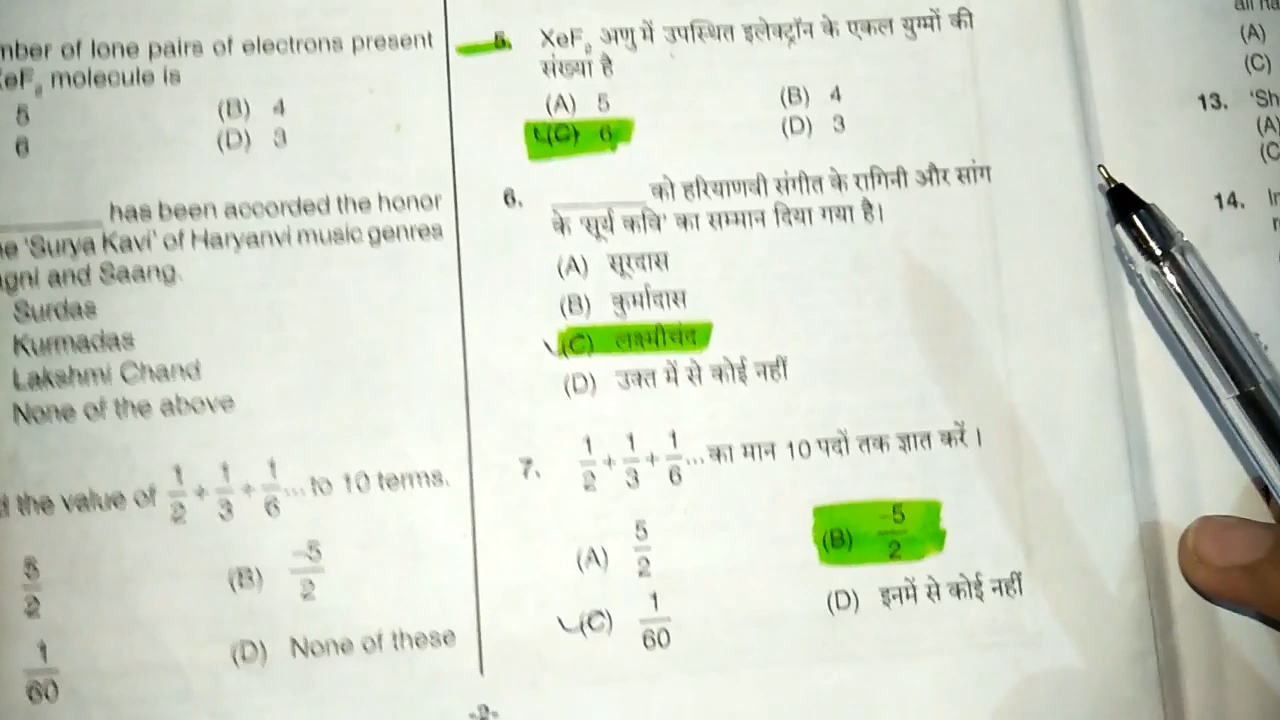 of lone pairs of electrons present
molecule is
5 (B) 4
6 (D) 3
has been accorded the honor
'Surya Kavi' of Haryanvi music genres
and Saang.
Surdas
Kurmadas
Lakshmi Chand
None of the above
the value of 1/2 + 1/3 + 1/6 ... to 10 terms.
5/2 (B) -5/2
1/60 (D) None of these
5. XeF₂ अणु में उपस्थित इलेक्ट्रॉन के एकल युग्मों की
संख्या है
(A) 5 (B) 4
(C) 6 (D) 3
6. ______ को हरियाणवी संगीत के रागिनी और सांग
के 'सूर्य कवि' का सम्मान दिया गया है।
(A) सूरदास
(B) कुर्मादास
(C) लक्ष्मीचंद
(D) उक्त में से कोई नहीं
7. 1/2 + 1/3 + 1/6 ... का मान 10 पदों तक ज्ञात करें।
(A) 5/2 (B) -5/2
(C) 1/60 (D) इनमें से कोई नहीं
-2-
(A)
(C)
13. 'Sh
(A)
(C
14.